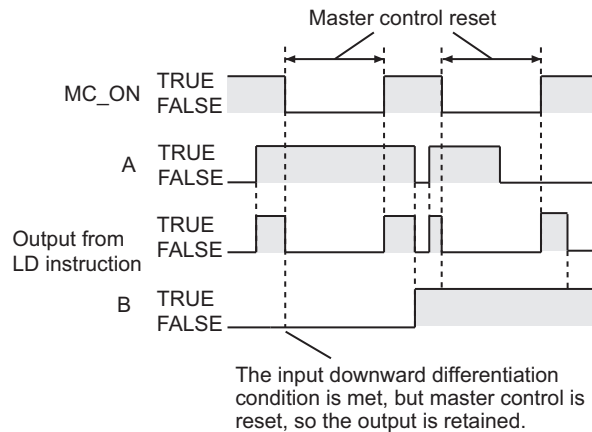 Master control reset
MC_ON
TRUE
FALSE
A
TRUE
FALSE
Output from
LD instruction
TRUE
FALSE
B
TRUE
FALSE
The input downward differentiation
condition is met, but master control is
reset, so the output is retained.